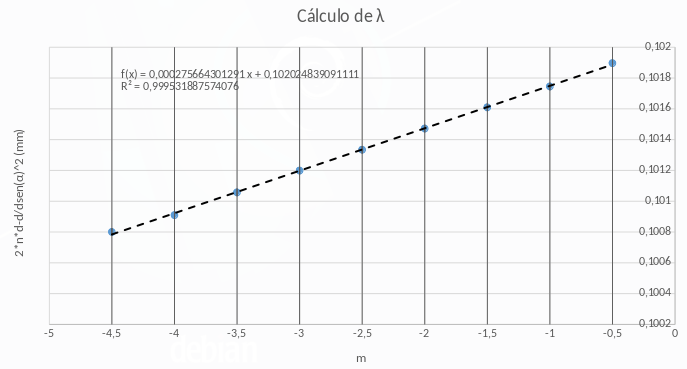 Cálculo de λ
f(x) = 0,000275664301291 x + 0,102024839091111
R² = 0,999531887574076
0,102
0,1018
0,1016
0,1014
0,1012
0,101
0,1008
0,1006
0,1004
0,1002
2*n*d-d/dsen(α)^2 (mm)
-5 -4,5 -4 -3,5 -3 -2,5 -2 -1,5 -1 -0,5 0
m
debian